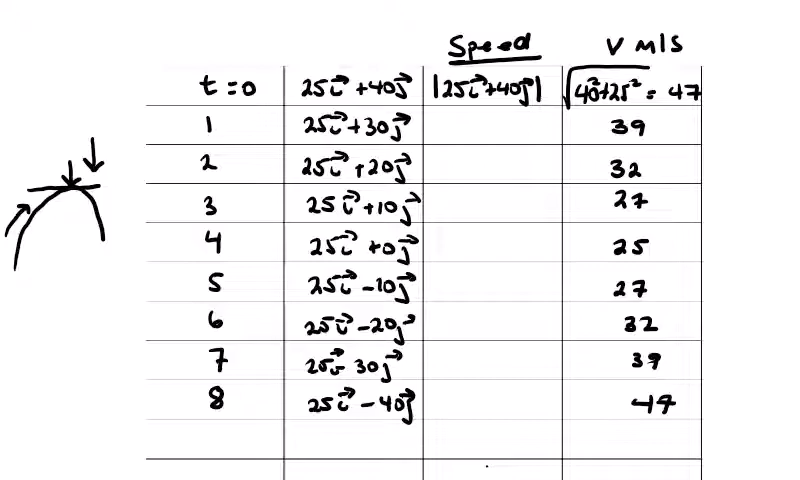 Speed V m/s
t = 0 25i⃗ + 40j⃗ |25i⃗ + 40j⃗| √40² + 25² = 47
1 25i⃗ + 30j⃗ 39
2 25i⃗ + 20j⃗ 32
3 25i⃗ + 10j⃗ 27
4 25i⃗ + 0j⃗ 25
5 25i⃗ - 10j⃗ 27
6 25i⃗ - 20j⃗ 32
7 25i⃗ - 30j⃗ 39
8 25i⃗ - 40j⃗ 47